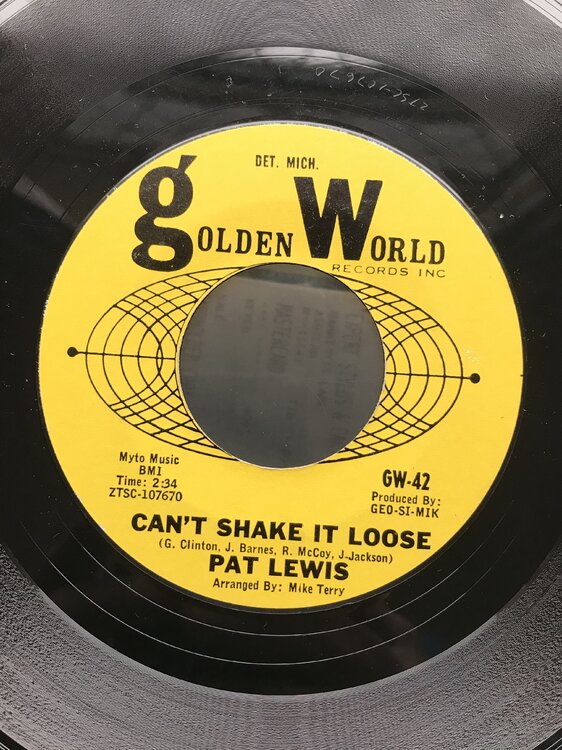 DET. MICH.
gOLDEN WORLD
RECORDS INC
Myto Music
BMI
Time: 2:34
ZTSC-107670
GW-42
Produced By:
GEO-SI-MIK
CAN'T SHAKE IT LOOSE
(G. Clinton, J. Barnes, R. McCoy, J. Jackson)
PAT LEWIS
Arranged By: Mike Terry